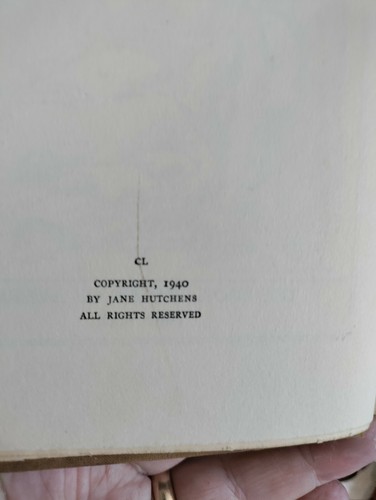 CL
COPYRIGHT, 1940
BY JANE HUTCHENS
ALL RIGHTS RESERVED